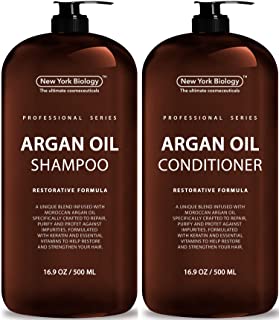 New York Biology
The ultimate cosmeceuticals
PROFESSIONAL SERIES
ARGAN OIL
SHAMPOO
RESTORATIVE FORMULA
A UNIQUE BLEND INFUSED WITH
MOROCCAN ARGAN OIL
SPECIFICALLY CRAFTED TO REPAIR,
PURIFY AND PROTECT AGAINST
IMPURITIES, FORMULATED
WITH KERATIN AND ESSENTIAL
VITAMINS TO HELP RESTORE
AND STRENGTHEN YOUR HAIR.
16.9 OZ / 500 ML
New York Biology
The ultimate cosmeceuticals
PROFESSIONAL SERIES
ARGAN OIL
CONDITIONER
RESTORATIVE FORMULA
A UNIQUE BLEND INFUSED WITH
MOROCCAN ARGAN OIL
SPECIFICALLY CRAFTED TO REPAIR,
PURIFY AND PROTECT AGAINST
IMPURITIES, FORMULATED
WITH KERATIN AND ESSENTIAL
VITAMINS TO HELP RESTORE
AND STRENGTHEN YOUR HAIR.
16.9 OZ / 500 ML